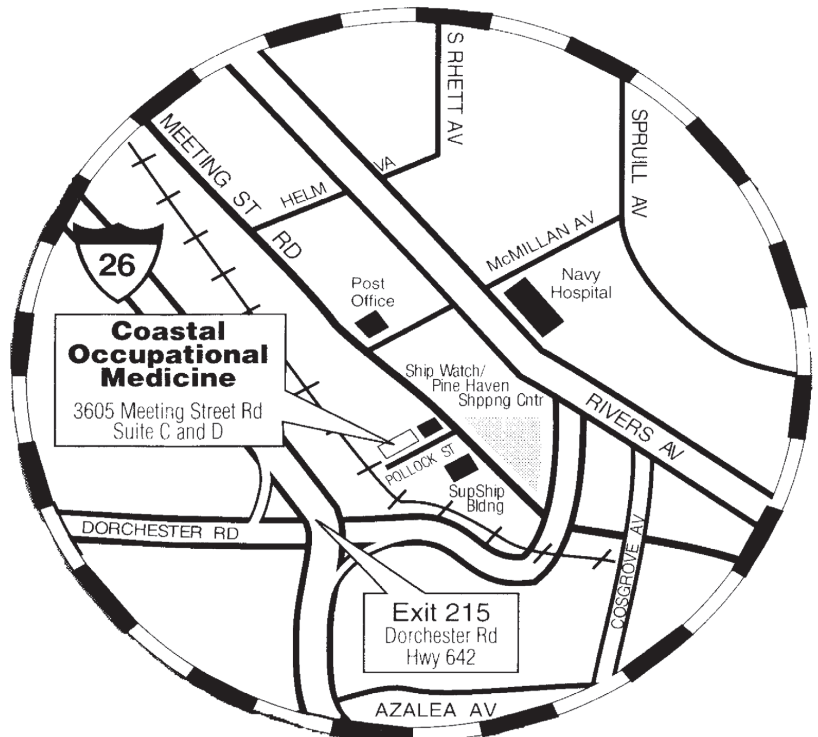 S RHETT AV
SPRUILL AV
MEETING ST RD
VA
HELM
McMILLAN AV
26
Navy
Hospital
Post
Office
Coastal
Occupational
Medicine
3605 Meeting Street Rd
Suite C and D
Ship Watch/
Pine Haven
Shppng Cntr
RIVERS AV
POLLOCK ST
SupShip
Bldng
DORCHESTER RD
COSGROVE AV
Exit 215
Dorchester Rd
Hwy 642
AZALEA AV